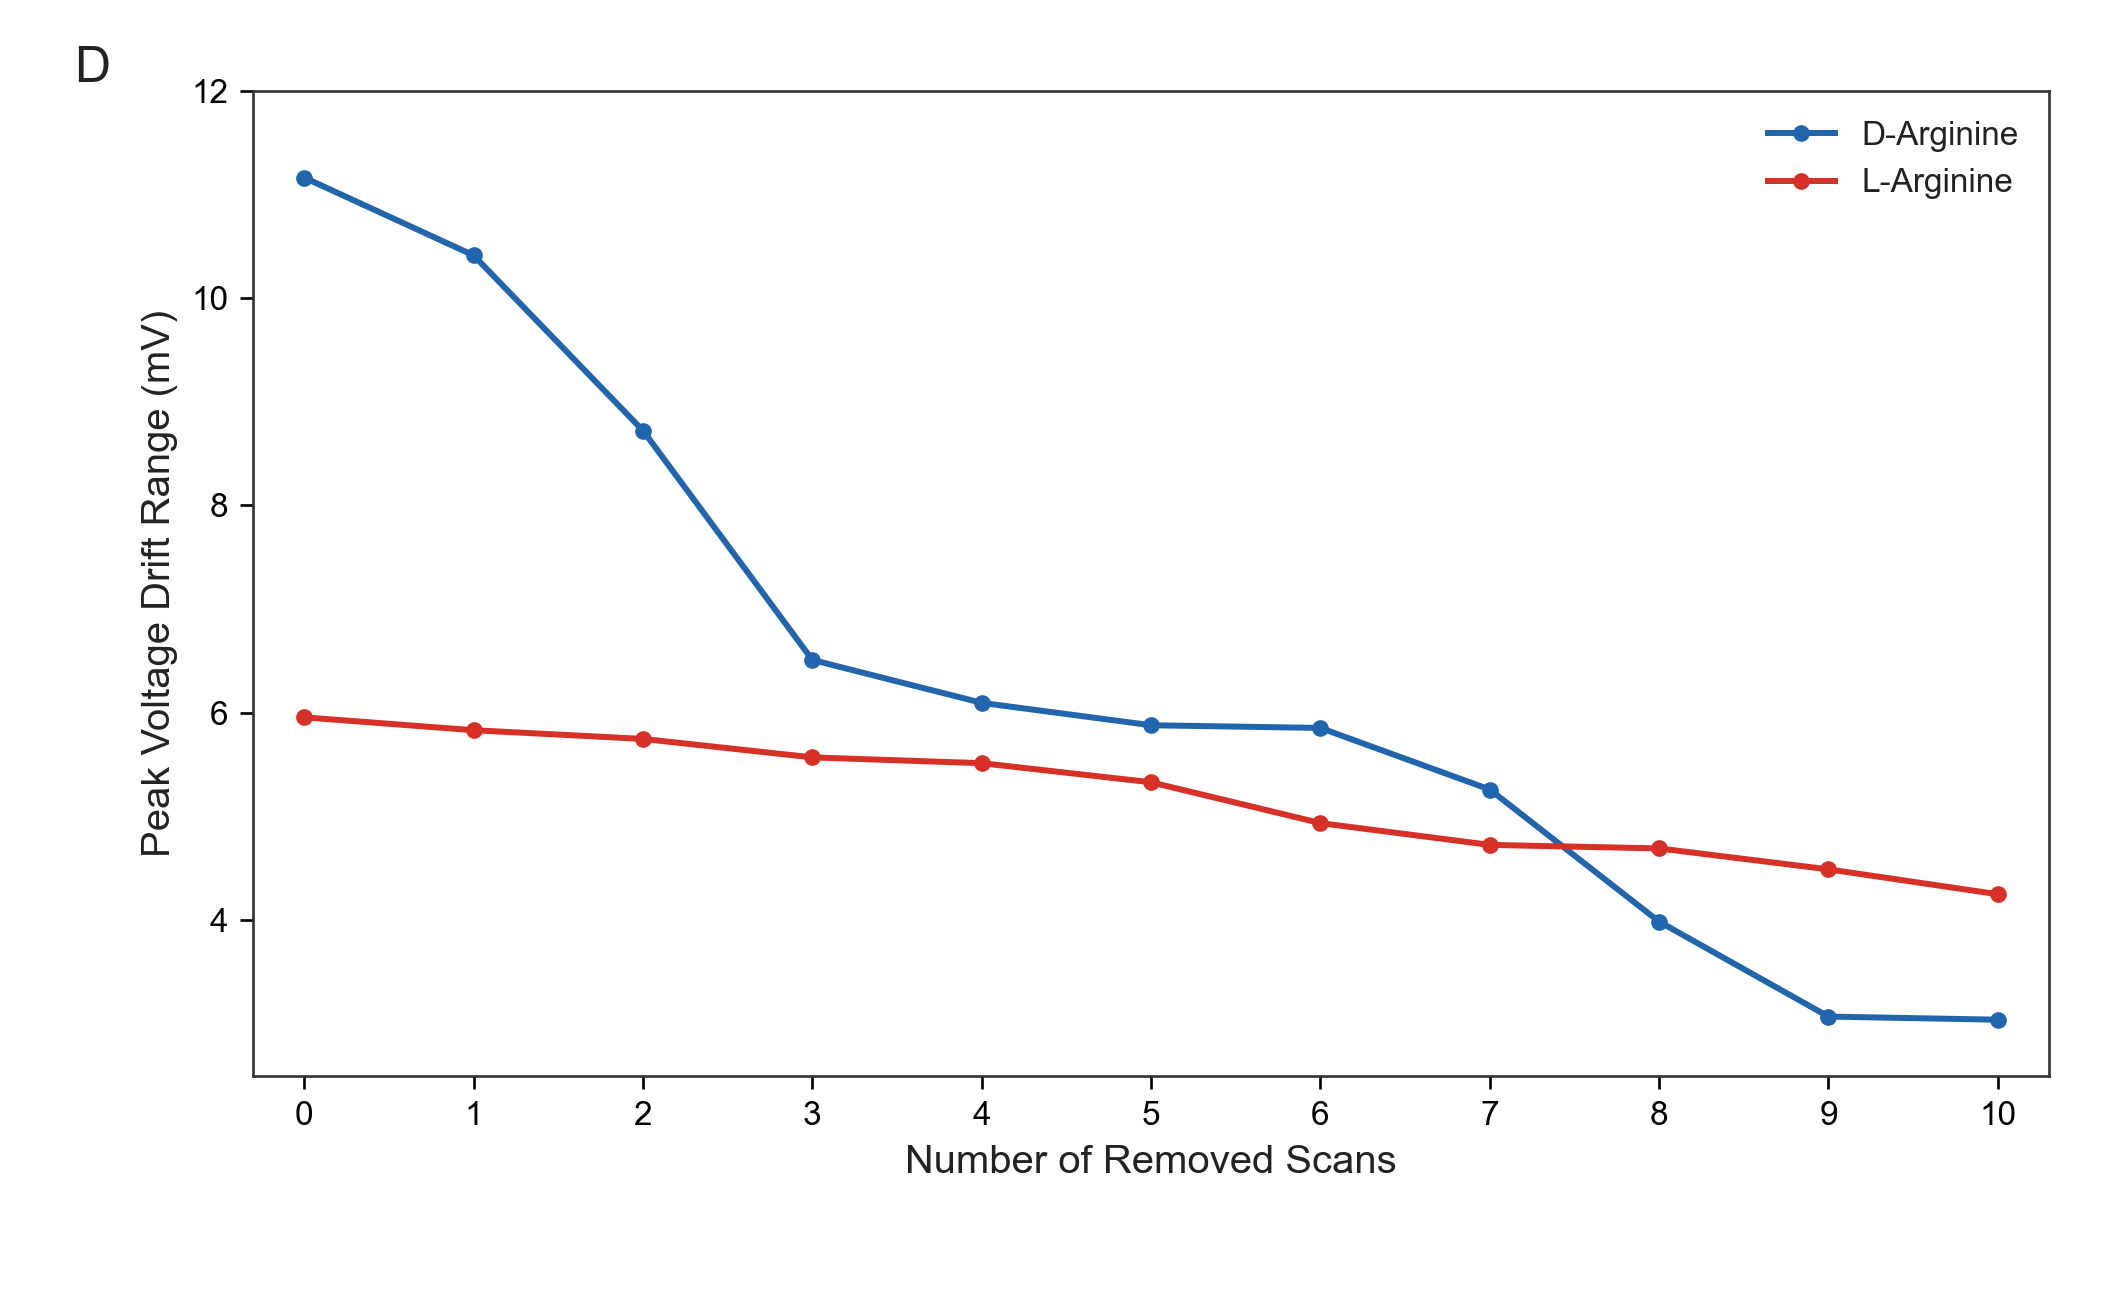 D
12
10
8
6
4
Peak Voltage Drift Range (mV)
D-Arginine
L-Arginine
0 1 2 3 4 5 6 7 8 9 10
Number of Removed Scans